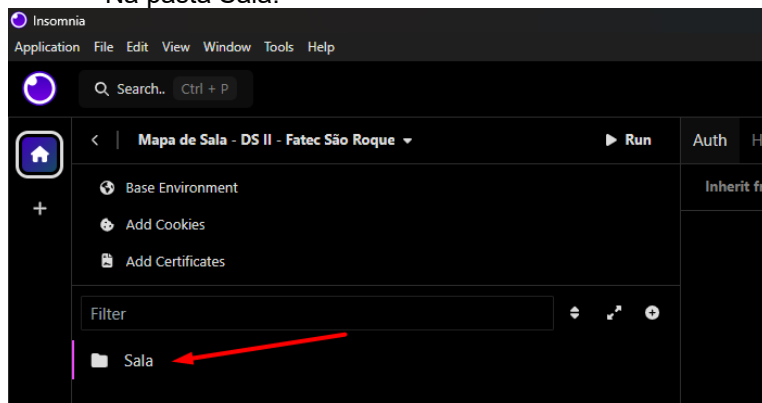 Na pasta Sala:
Insomnia
Application File Edit View Window Tools Help
Search.. Ctrl + P
Mapa de Sala - DS II - Fatec São Roque
Run
Auth
Base Environment
Inherit
Add Cookies
Add Certificates
Filter
Sala